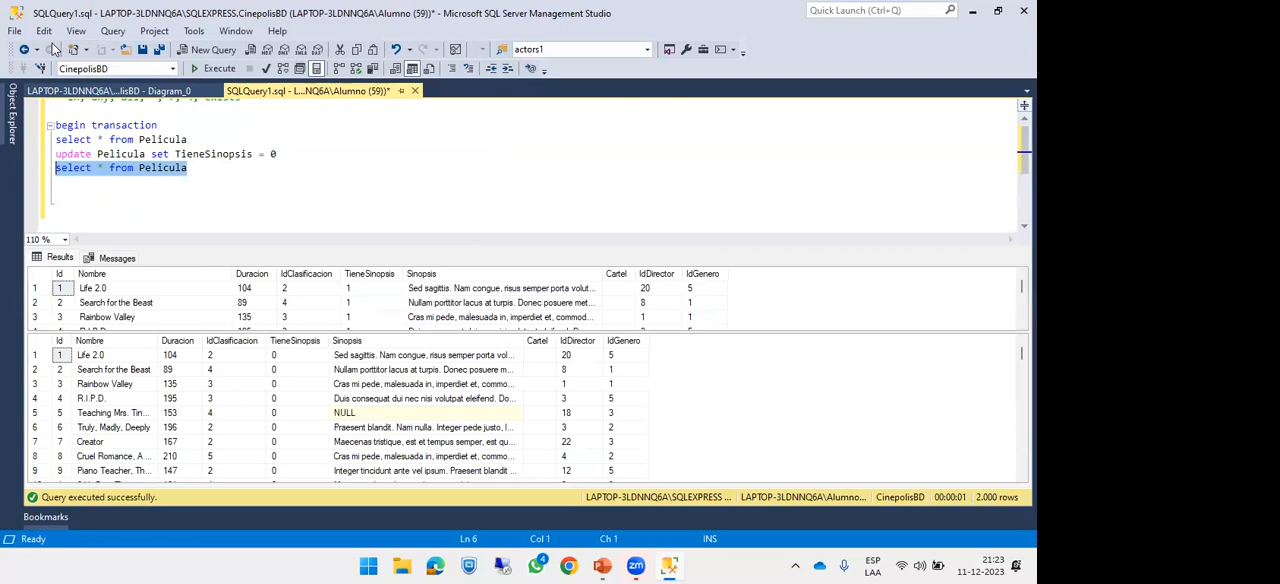 SQLQuery1.sql - LAPTOP-3LDNNQ6A\SQLEXPRESS.CinepolisBD (LAPTOP-3LDNNQ6A\Alumno (59))* - Microsoft SQL Server Management Studio
Quick Launch (Ctrl+Q)
File Edit View Query Project Tools Window Help
New Query
MDX DMX XMLA DAX
actors1
CinepolisBD
Execute
Object Explorer
LAPTOP-3LDNNQ6A\...lisBD - Diagram_0
SQLQuery1.sql - L...NQ6A\Alumno (59))*
begin transaction
select * from Pelicula
update Pelicula set TieneSinopsis = 0
select * from Pelicula
110 %
Results Messages
Id Nombre Duracion IdClasificacion TieneSinopsis Sinopsis Cartel IdDirector IdGenero
1 1 Life 2.0 104 2 1 Sed sagittis. Nam congue, risus semper porta volut... 20 5
2 2 Search for the Beast 89 4 1 Nullam porttitor lacus at turpis. Donec posuere met... 8 1
3 3 Rainbow Valley 135 3 1 Cras mi pede, malesuada in, imperdiet et, commod... 1 1
Id Nombre Duracion IdClasificacion TieneSinopsis Sinopsis Cartel IdDirector IdGenero
1 1 Life 2.0 104 2 0 Sed sagittis. Nam congue, risus semper porta vol... 20 5
2 2 Search for the Beast 89 4 0 Nullam porttitor lacus at turpis. Donec posuere m... 8 1
3 3 Rainbow Valley 135 3 0 Cras mi pede, malesuada in, imperdiet et, commo... 1 1
4 4 R.I.P.D. 195 3 0 Duis consequat dui nec nisi volutpat eleifend. Do... 3 5
5 5 Teaching Mrs. Tin... 153 4 0 NULL 18 3
6 6 Truly, Madly, Deeply 196 2 0 Praesent blandit. Nam nulla. Integer pede justo, l... 3 2
7 7 Creator 167 2 0 Maecenas tristique, est et tempus semper, est qu... 22 3
8 8 Cruel Romance, A ... 210 5 0 Cras mi pede, malesuada in, imperdiet et, commo... 4 2
9 9 Piano Teacher, Th... 147 2 0 Integer tincidunt ante vel ipsum. Praesent blandit ... 12 5
Query executed successfully.
LAPTOP-3LDNNQ6A\SQLEXPRESS ... LAPTOP-3LDNNQ6A\Alumno... CinepolisBD 00:00:01 2.000 rows
Bookmarks
Ready Ln 6 Col 1 Ch 1 INS
4
zm
ESP
LAA
21:23
11-12-2023